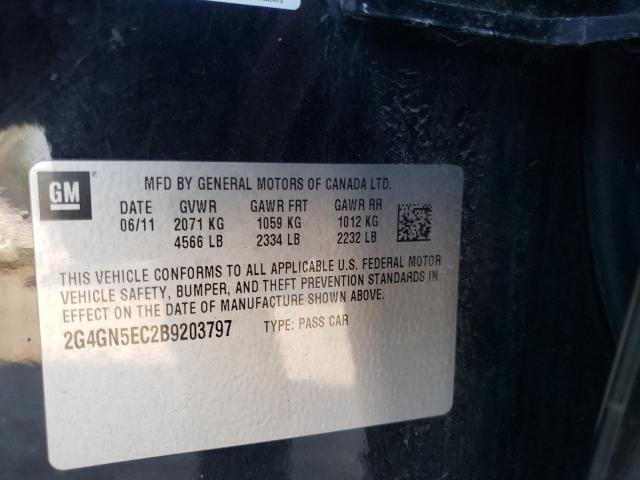 GM
MFD BY GENERAL MOTORS OF CANADA LTD.
DATE GVWR GAWR FRT GAWR RR
06/11 2071 KG 1059 KG 1012 KG
4566 LB 2334 LB 2232 LB
THIS VEHICLE CONFORMS TO ALL APPLICABLE U.S. FEDERAL MOTOR
VEHICLE SAFETY, BUMPER, AND THEFT PREVENTION STANDARDS IN
EFFECT ON THE DATE OF MANUFACTURE SHOWN ABOVE.
2G4GN5EC2B9203797 TYPE: PASS CAR